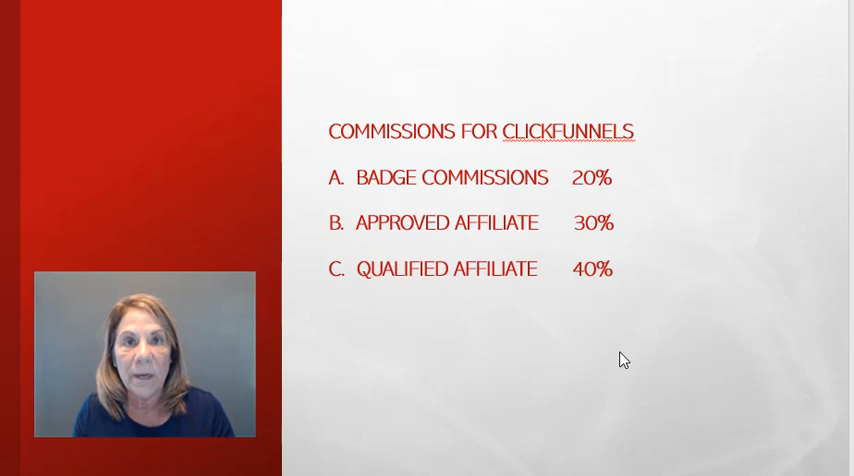 COMMISSIONS FOR CLICKFUNNELS
A. BADGE COMMISSIONS 20%
B. APPROVED AFFILIATE 30%
C. QUALIFIED AFFILIATE 40%